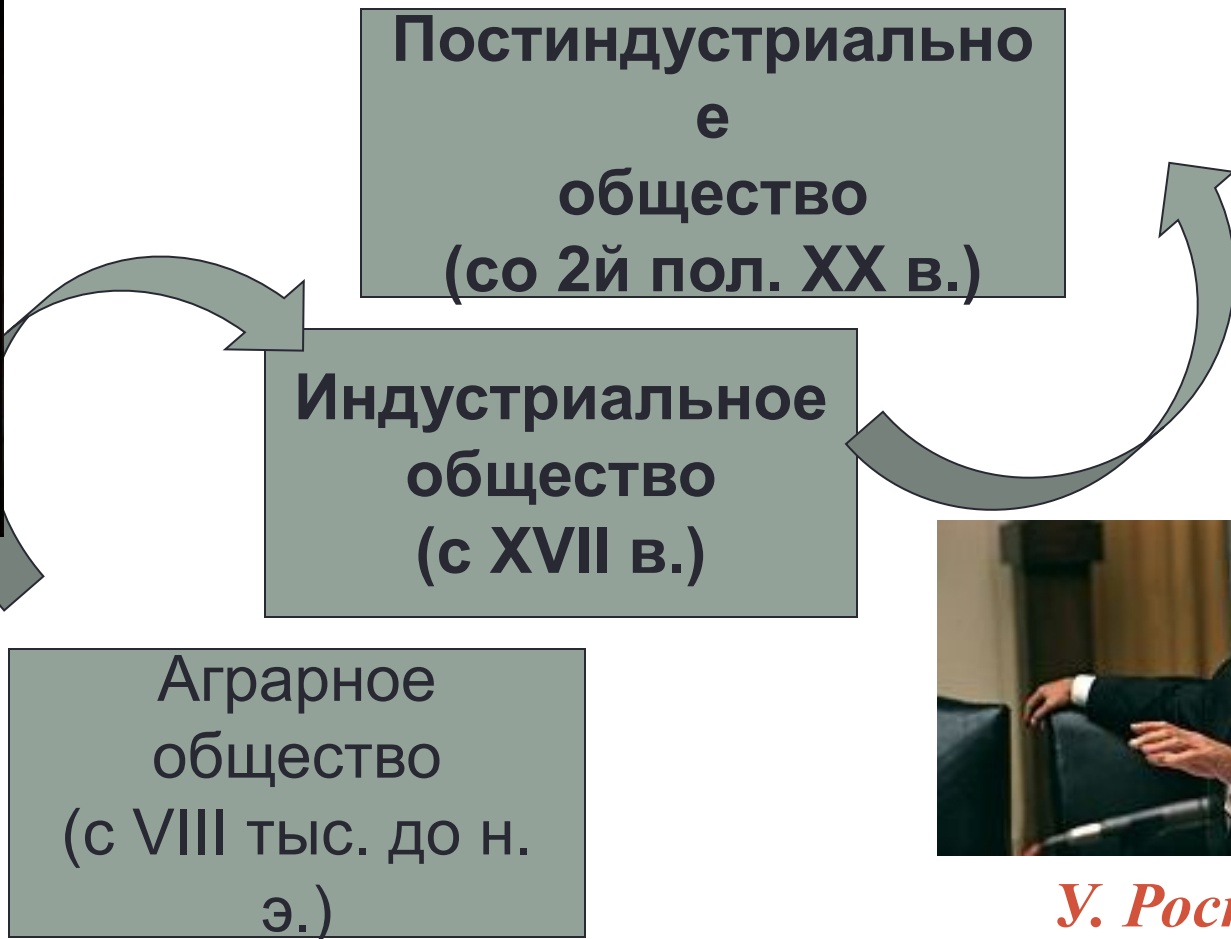 Постиндустриально
е
общество
(со 2й пол. XX в.)
Индустриальное
общество
(с XVII в.)
Аграрное
общество
(с VIII тыс. до н.
э.)
У.